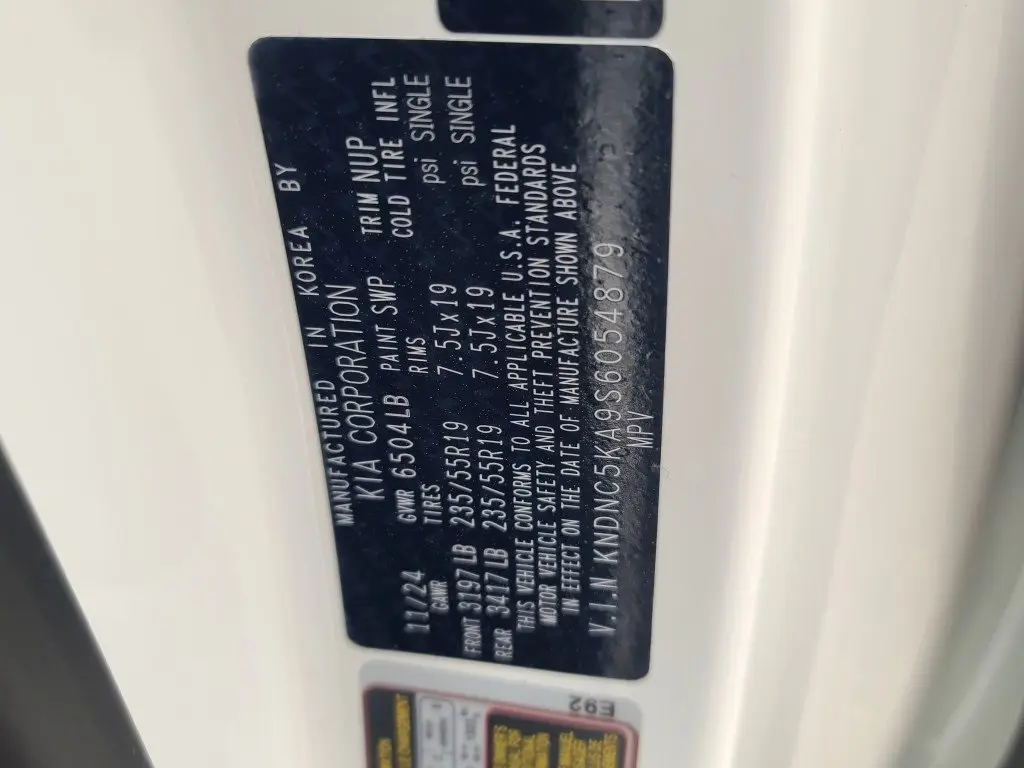 MANUFACTURED IN KOREA BY
KIA CORPORATION
11/24 GVWR 6504LB PAINT SWP TRIM NUP
GAWR TIRES RIMS COLD TIRE INFL
FRONT 3197LB 235/55R19 7.5Jx19 psi SINGLE
REAR 3417LB 235/55R19 7.5Jx19 psi SINGLE
THIS VEHICLE CONFORMS TO ALL APPLICABLE U.S.A. FEDERAL
MOTOR VEHICLE SAFETY AND THEFT PREVENTION STANDARDS
IN EFFECT ON THE DATE OF MANUFACTURE SHOWN ABOVE
V.I.N KNDNC5KA9S6054879
MPV
E92